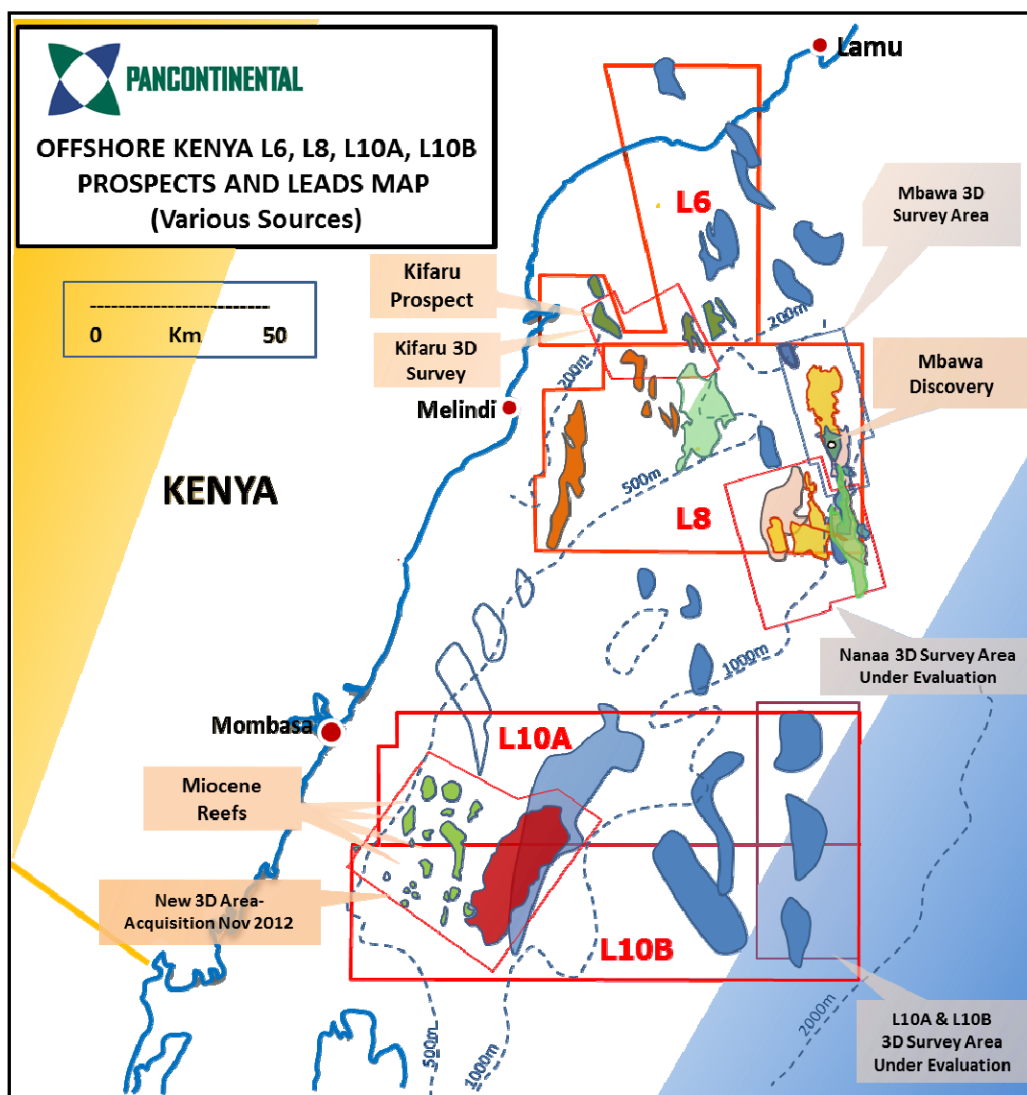 PANCONTINENTAL
OFFSHORE KENYA L6, L8, L10A, L10B
PROSPECTS AND LEADS MAP
(Various Sources)
0 Km 50
Lamu
Mbawa 3D
Survey Area
L6
Kifaru
Prospect
Kifaru 3D
Survey
200m
200m
Mbawa
Discovery
Melindi
500m
KENYA
L8
1000m
Nanaa 3D Survey Area
Under Evaluation
Mombasa
L10A
Miocene
Reefs
New 3D Area-
Acquisition Nov 2012
L10B
2000m
L10A & L10B
3D Survey Area
Under Evaluation
500m
1000m